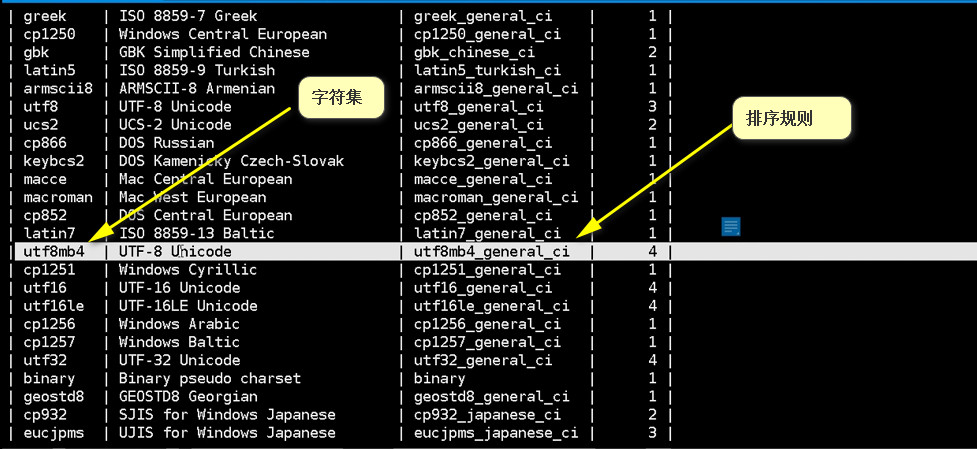 | greek | ISO 8859-7 Greek | greek_general_ci | 1 |
| cp1250 | Windows Central European | cp1250_general_ci | 1 |
| gbk | GBK Simplified Chinese | gbk_chinese_ci | 2 |
| latin5 | ISO 8859-9 Turkish | latin5_turkish_ci | 1 |
| armscii8 | ARMSCII-8 Armenian | armscii8_general_ci | 1 |
字符集
| utf8 | UTF-8 Unicode | utf8_general_ci | 3 |
排序规则
| ucs2 | UCS-2 Unicode | ucs2_general_ci | 2 |
| cp866 | DOS Russian | cp866_general_ci | 1 |
| keybcs2 | DOS Kamenicky Czech-Slovak | keybcs2_general_ci | 1 |
| macce | Mac Central European | macce_general_ci | 1 |
| macroman | Mac West European | macroman_general_ci | 1 |
| cp852 | DOS Central European | cp852_general_ci | 1 |
| latin7 | ISO 8859-13 Baltic | latin7_general_ci | 1 |
| utf8mb4 | UTF-8 Unicode | utf8mb4_general_ci | 4 |
| cp1251 | Windows Cyrillic | cp1251_general_ci | 1 |
| utf16 | UTF-16 Unicode | utf16_general_ci | 4 |
| utf16le | UTF-16LE Unicode | utf16le_general_ci | 4 |
| cp1256 | Windows Arabic | cp1256_general_ci | 1 |
| cp1257 | Windows Baltic | cp1257_general_ci | 1 |
| utf32 | UTF-32 Unicode | utf32_general_ci | 4 |
| binary | Binary pseudo charset | binary | 1 |
| geostd8 | GEOSTD8 Georgian | geostd8_general_ci | 1 |
| cp932 | SJIS for Windows Japanese | cp932_japanese_ci | 2 |
| eucjpms | UJIS for Windows Japanese | eucjpms_japanese_ci | 3 |